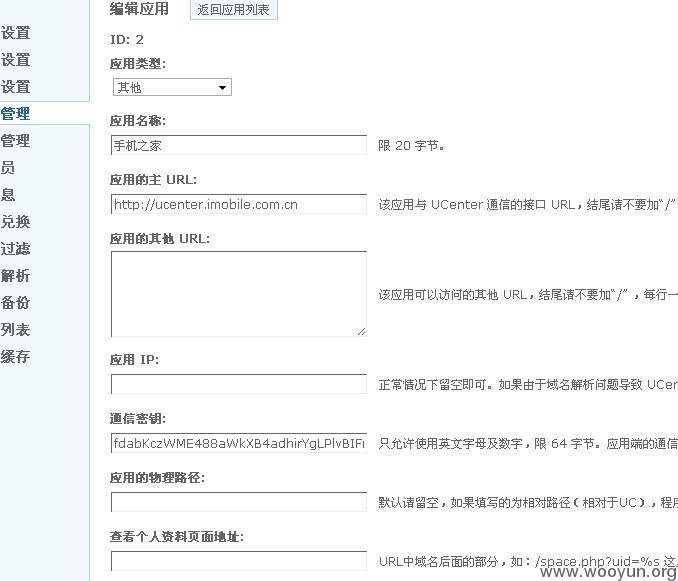 编辑应用 返回应用列表
设置
ID: 2
设置
应用类型:
设置
其他
管理
应用名称:
管理
手机之家 限 20 字节。
员
应用的主 URL:
息
http://ucenter.imobile.com.cn 该应用与 UCenter 通信的接口 URL，结尾请不要加“/”
兑换
应用的其他 URL:
过滤
解析
该应用可以访问的其他 URL，结尾请不要加“/” ，每行一
备份
列表
缓存
应用 IP:
正常情况下留空即可。如果由于域名解析问题导致 UCer
通信密钥:
fdabKczWME488aWkXB4adhirYgLPlvBIF 只允许使用英文字母及数字，限 64 字节。应用端的通信
应用的物理路径:
默认请留空，如果填写的为相对路径（相对于UC），程序
查看个人资料页面地址:
URL中域名后面的部分，如：/space.php?uid=%s 这
www.wooyun.org